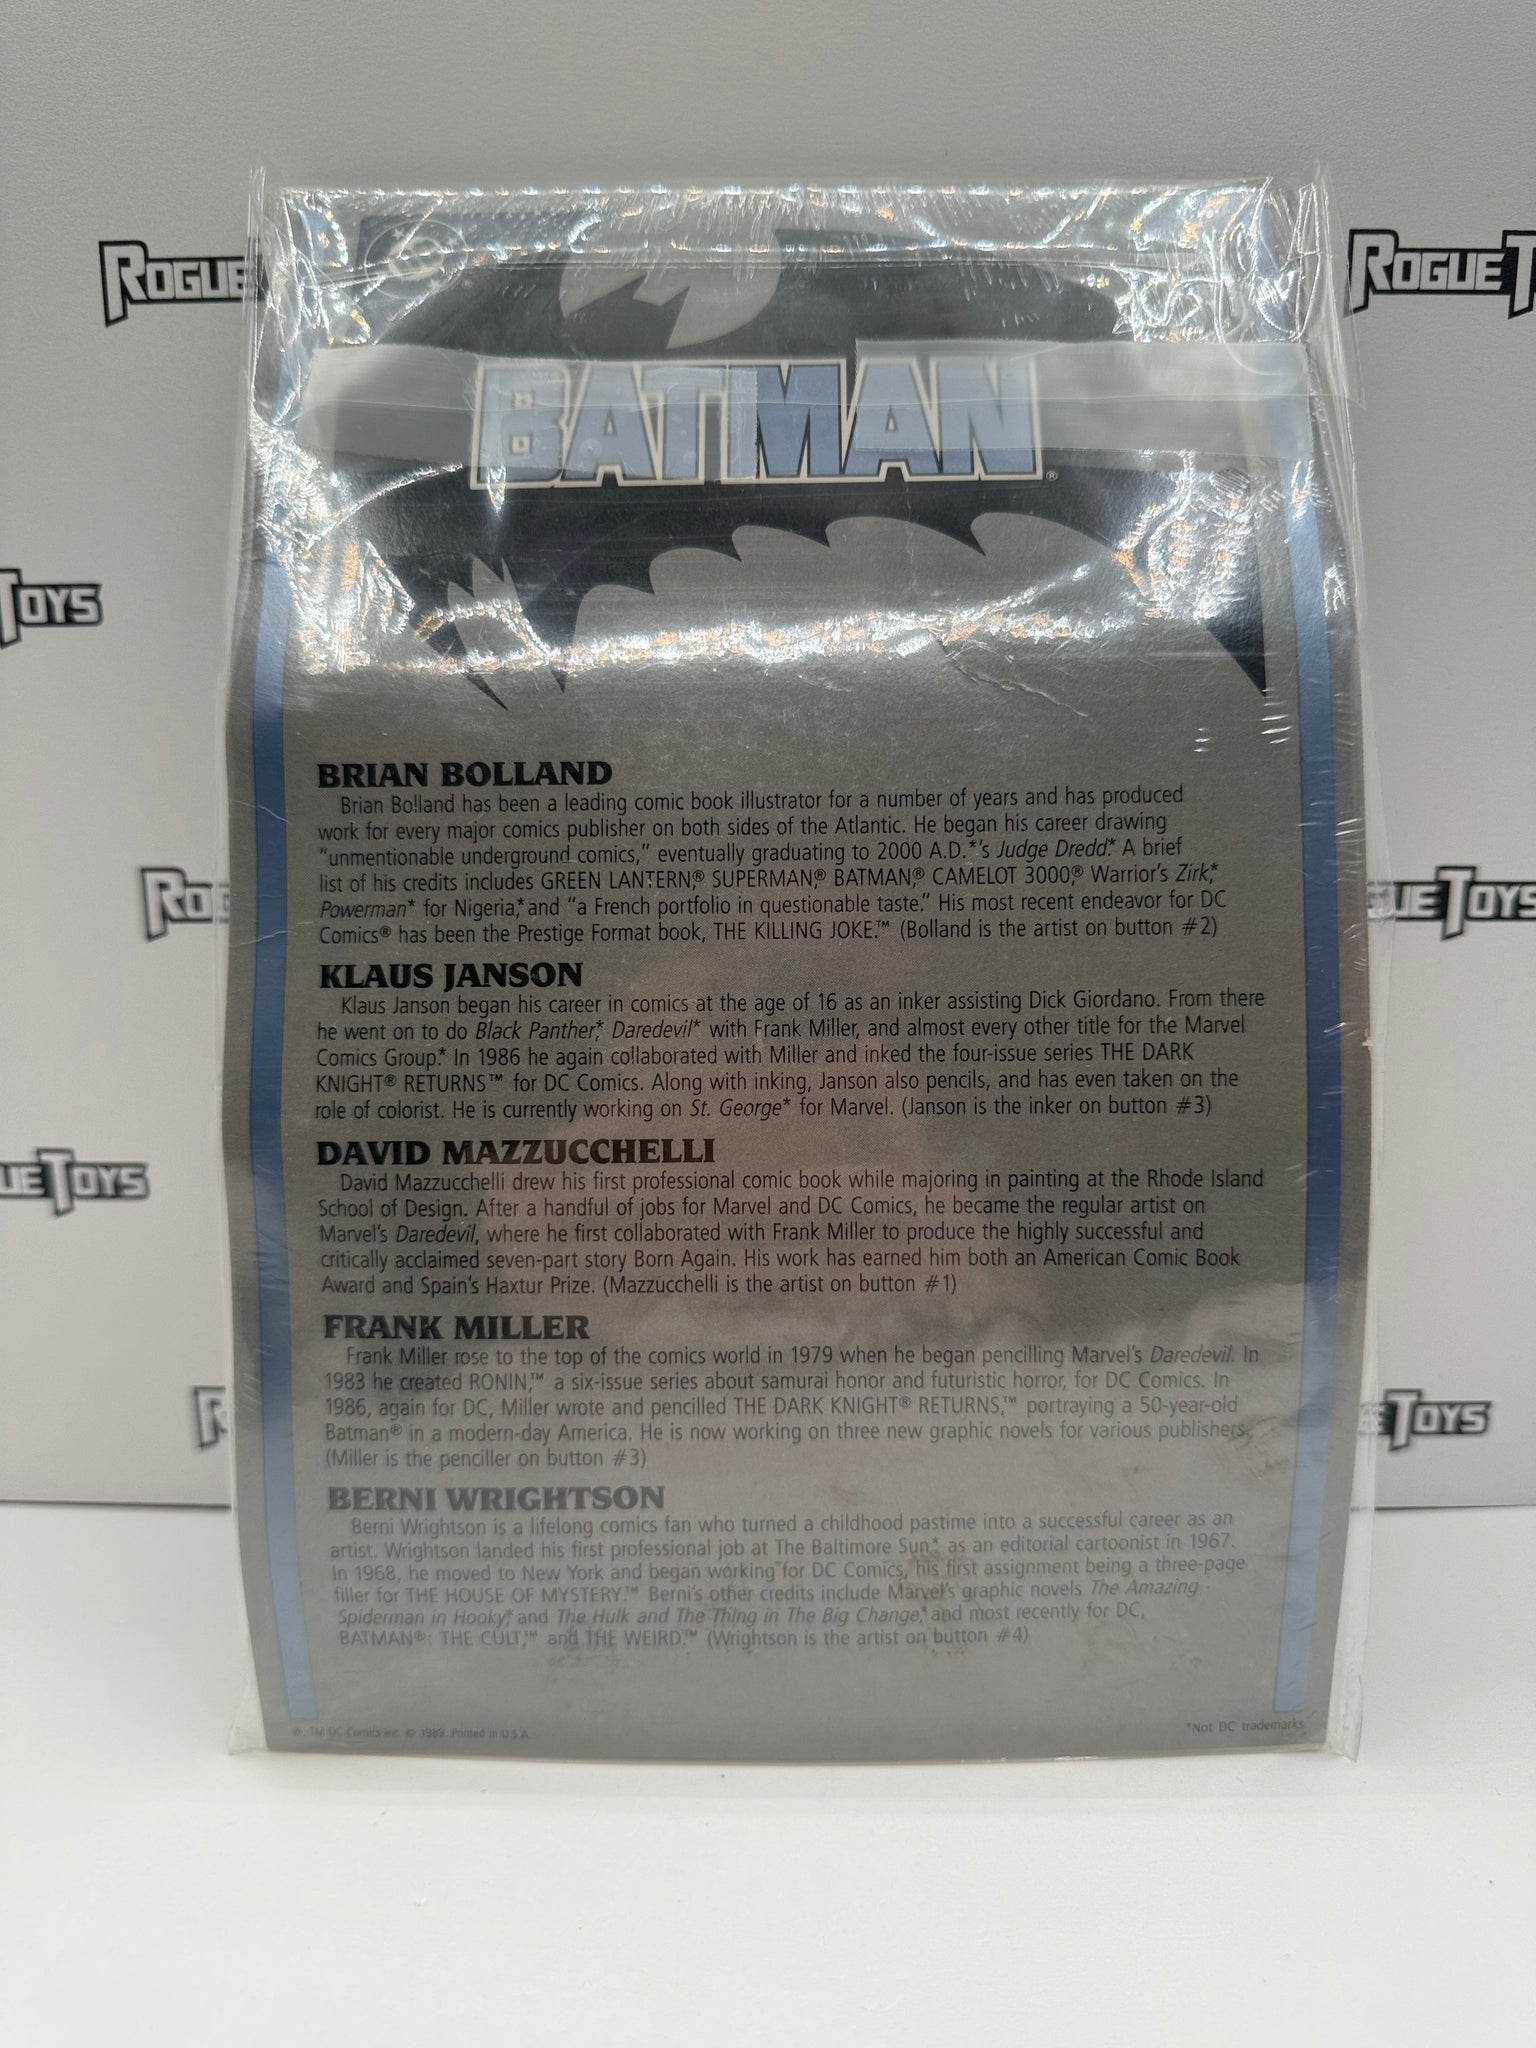 ROGUE
ROGUE T
BATMAN®
TOYS
BRIAN BOLLAND
Brian Bolland has been a leading comic book illustrator for a number of years and has produced
work for every major comics publisher on both sides of the Atlantic. He began his career drawing
"unmentionable underground comics," eventually graduating to 2000 A.D.*'s Judge Dredd.* A brief
list of his credits includes GREEN LANTERN,® SUPERMAN,® BATMAN,® CAMELOT 3000,® Warrior's Zirk,*
Powerman* for Nigeria,* and "a French portfolio in questionable taste." His most recent endeavor for DC
Comics® has been the Prestige Format book, THE KILLING JOKE.™ (Bolland is the artist on button #2)
RO
UE TOYS
KLAUS JANSON
Klaus Janson began his career in comics at the age of 16 as an inker assisting Dick Giordano. From there
he went on to do Black Panther,* Daredevil* with Frank Miller, and almost every other title for the Marvel
Comics Group.* In 1986 he again collaborated with Miller and inked the four-issue series THE DARK
KNIGHT® RETURNS™ for DC Comics. Along with inking, Janson also pencils, and has even taken on the
role of colorist. He is currently working on St. George* for Marvel. (Janson is the inker on button #3)
DAVID MAZZUCCHELLI
David Mazzucchelli drew his first professional comic book while majoring in painting at the Rhode Island
School of Design. After a handful of jobs for Marvel and DC Comics, he became the regular artist on
Marvel's Daredevil, where he first collaborated with Frank Miller to produce the highly successful and
critically acclaimed seven-part story Born Again. His work has earned him both an American Comic Book
Award and Spain's Haxtur Prize. (Mazzucchelli is the artist on button #1)
UE TOYS
FRANK MILLER
Frank Miller rose to the top of the comics world in 1979 when he began pencilling Marvel's Daredevil. In
1983 he created RONIN,™ a six-issue series about samurai honor and futuristic horror, for DC Comics. In
1986, again for DC, Miller wrote and pencilled THE DARK KNIGHT® RETURNS,™ portraying a 50-year-old
Batman® in a modern-day America. He is now working on three new graphic novels for various publishers.
(Miller is the penciller on button #3)
R
E TOYS
BERNI WRIGHTSON
Berni Wrightson is a lifelong comics fan who turned a childhood pastime into a successful career as an
artist. Wrightson landed his first professional job at The Baltimore Sun,* as an editorial cartoonist in 1967.
In 1968, he moved to New York and began working for DC Comics, his first assignment being a three-page
filler for THE HOUSE OF MYSTERY.™ Berni's other credits include Marvel's graphic novels The Amazing
Spiderman in Hooky,* and The Hulk and The Thing in The Big Change,* and most recently for DC,
BATMAN®: THE CULT,™ and THE WEIRD.™ (Wrightson is the artist on button #4)
®, TM DC Comics Inc. © 1989. Printed in U.S.A.
*Not DC trademarks